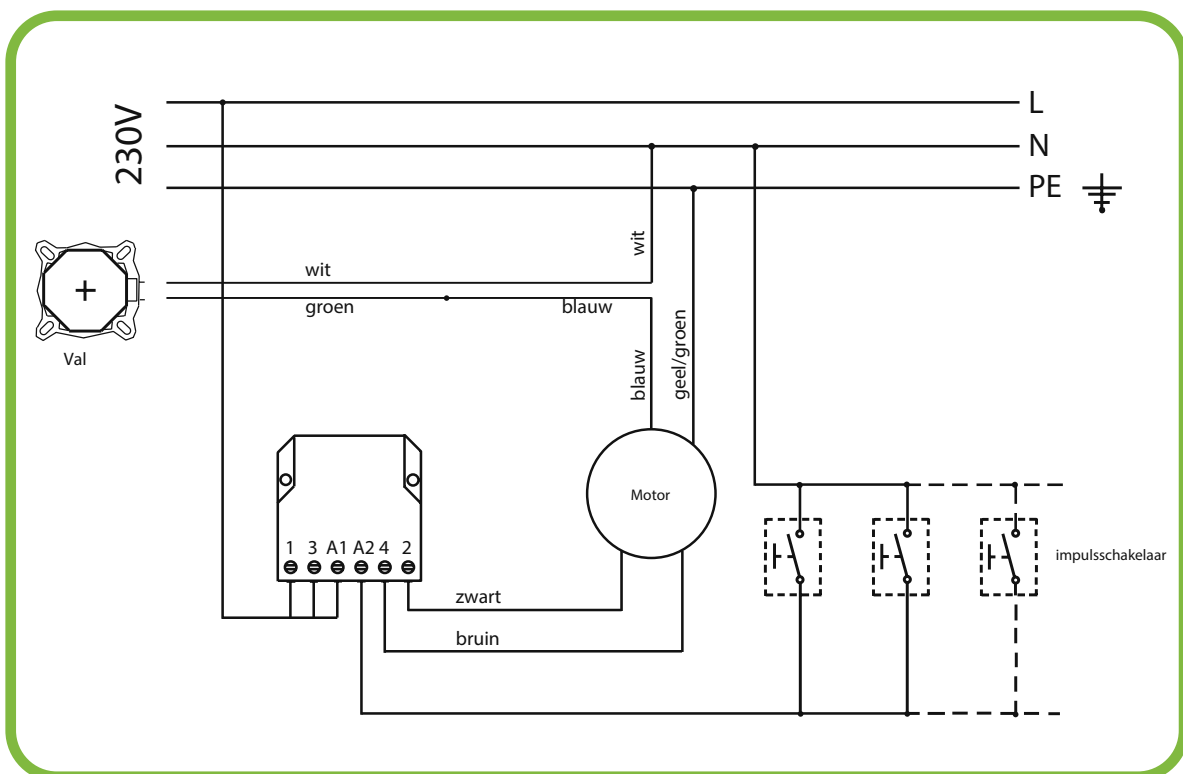 230V
L
N
PE
wit
wit
groen
blauw
Val
blauw
geel/groen
Motor
1 3 A1 A2 4 2
impulsschakelaar
zwart
bruin